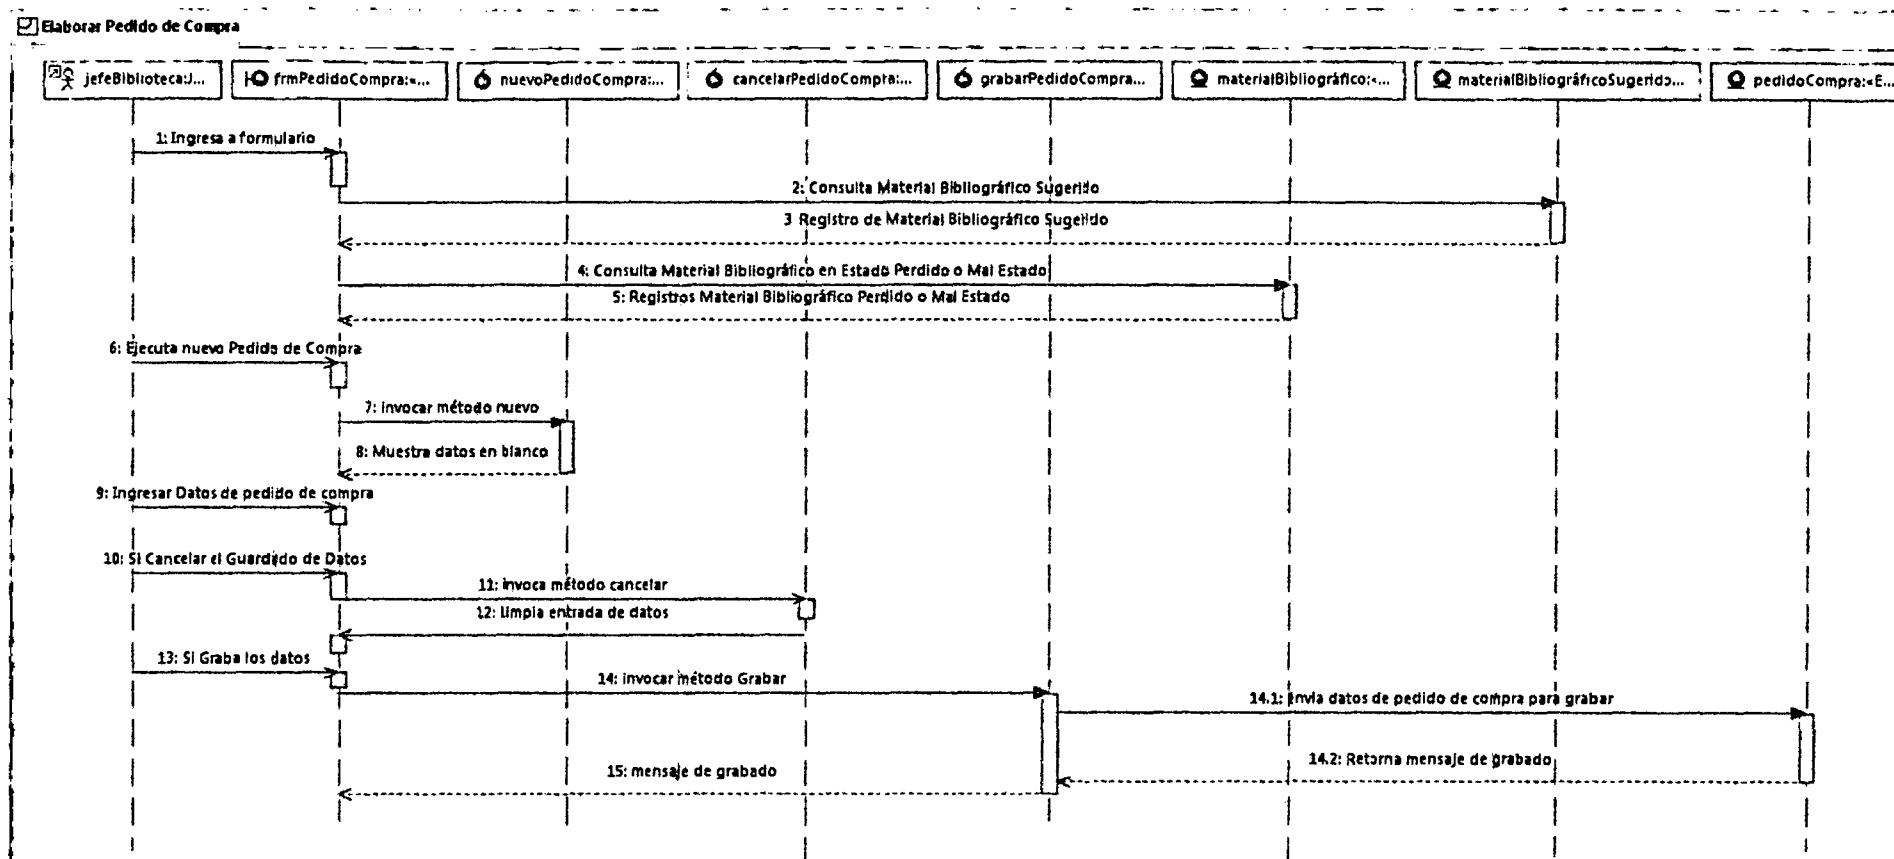 Elaborar Pedido de Compra
jefeBiblioteca:J...
frmPedidoCompra:«...
nuevoPedidoCompra:...
cancelarPedidoCompra:...
grabarPedidoCompra...
materialBibliográfico:«...
materialBibliográficoSugerido...
pedidoCompra:«E...
1: Ingresa a formulario
2: Consulta Material Bibliográfico Sugerido
3 Registro de Material Bibliográfico Sugerido
4: Consulta Material Bibliográfico en Estado Perdido o Mal Estado
5: Registros Material Bibliográfico Perdido o Mal Estado
6: Ejecuta nuevo Pedido de Compra
7: invocar método nuevo
8: Muestra datos en blanco
9: Ingresar Datos de pedido de compra
10: Si Cancelar el Guardado de Datos
11: invoca método cancelar
12: Limpia entrada de datos
13: Si Graba los datos
14: invocar método Grabar
14.1: Envia datos de pedido de compra para grabar
14.2: Retorna mensaje de grabado
15: mensaje de grabado